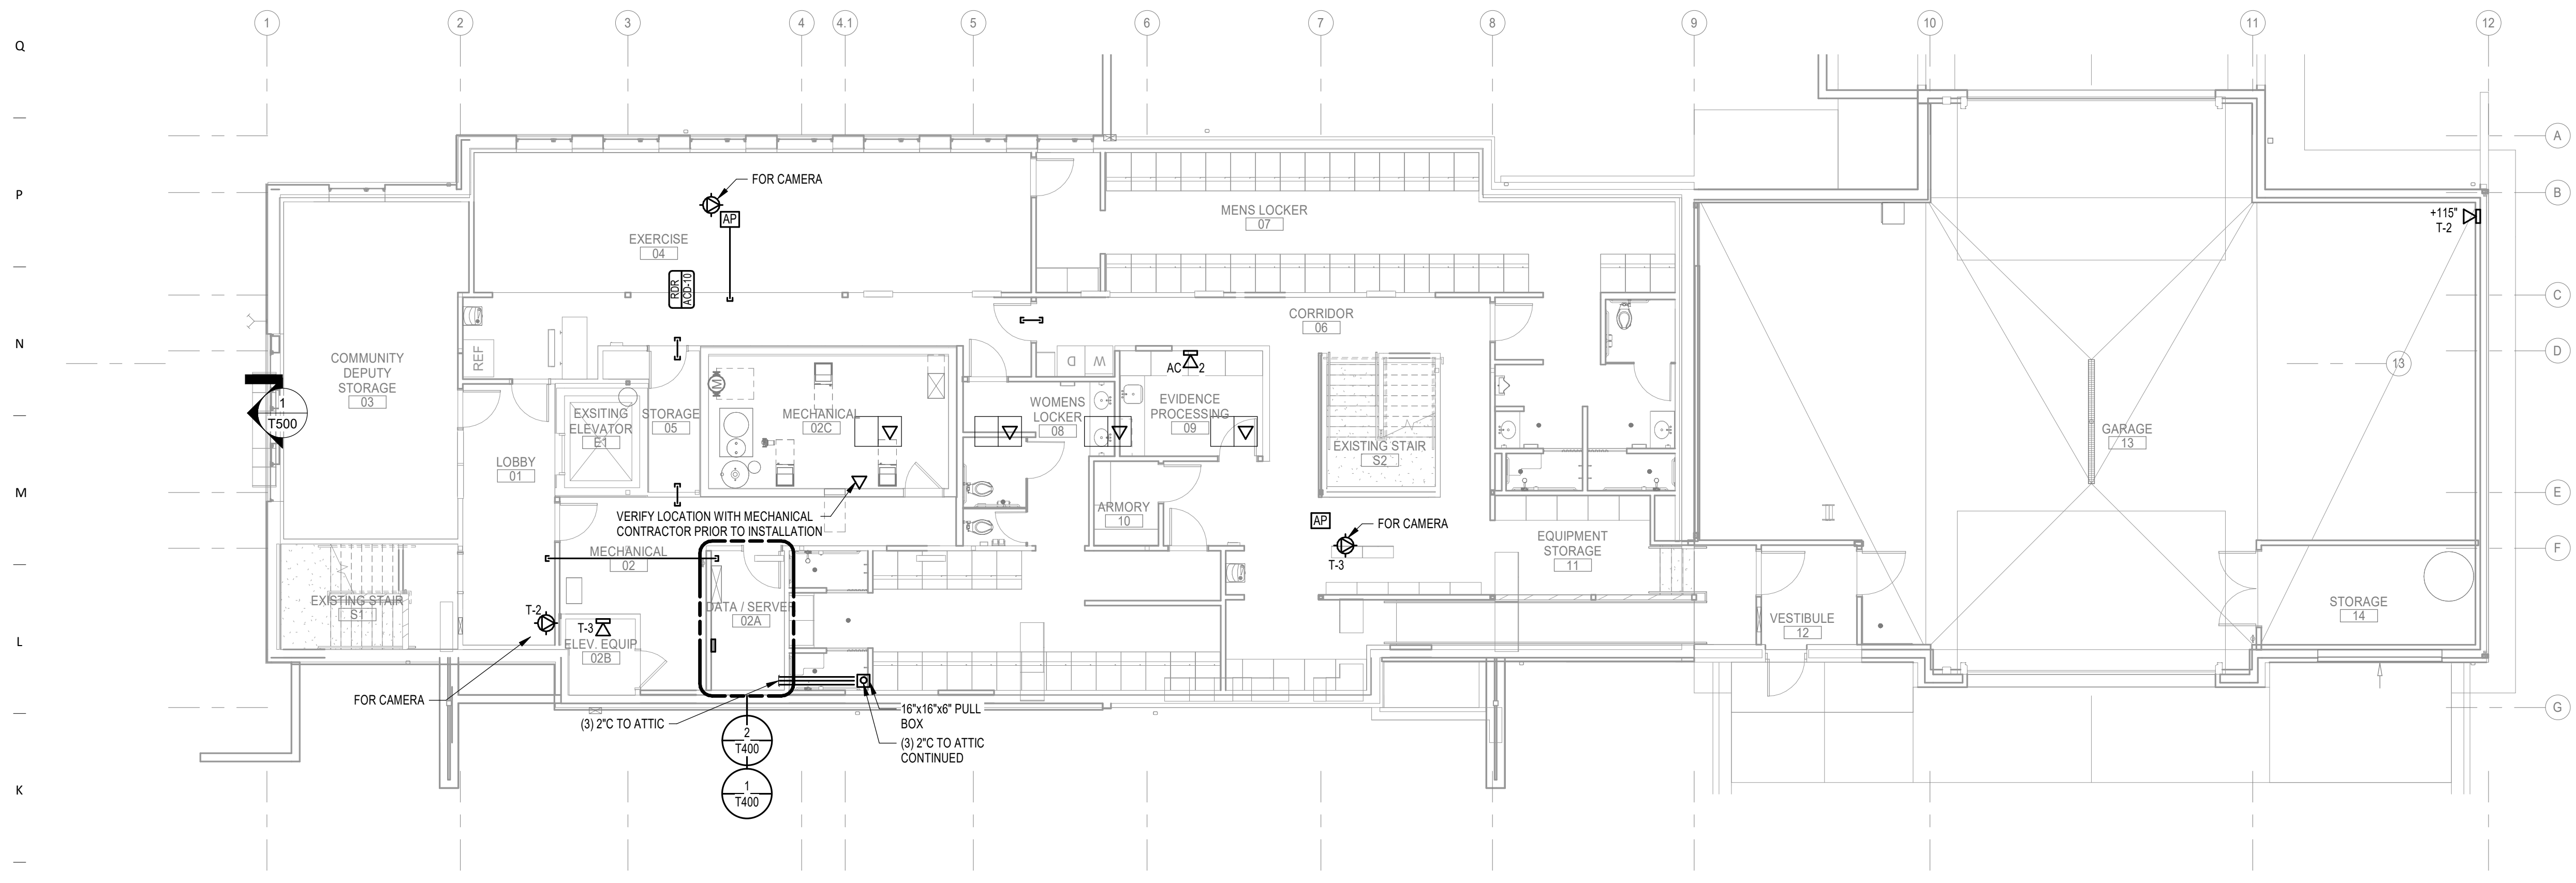 1 2 3 4 4.1 5 6 7 8 9 10 11 12
Q
A
P
FOR CAMERA
B
AP
MENS LOCKER
07
+115"
T-2
EXERCISE
04
RDR
ACD-10
C
CORRIDOR
06
N
REF
D
W
D
COMMUNITY
DEPUTY
STORAGE
03
AC
2
13
M
1
T500
EXSITING
ELEVATOR
E1
STORAGE
05
MECHANICAL
02C
WOMENS
LOCKER
08
EVIDENCE
PROCESSING
09
EXISTING STAIR
S2
GARAGE
13
LOBBY
01
M
E
VERIFY LOCATION WITH MECHANICAL
CONTRACTOR PRIOR TO INSTALLATION
ARMORY
10
AP
FOR CAMERA
T-3
EQUIPMENT
STORAGE
11
MECHANICAL
02
F
EXISTING STAIR
S1
DATA / SERVER
02A
T-2
T-3
ELEV. EQUIP
02B
VESTIBULE
12
STORAGE
14
L
FOR CAMERA
(3) 2"C TO ATTIC
16"x16"x6" PULL
BOX
(3) 2"C TO ATTIC
CONTINUED
G
2
T400
K
1
T400